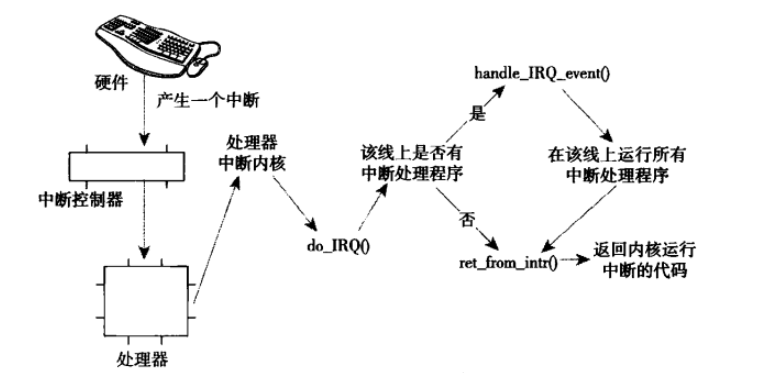 硬件
产生一个中断
中断控制器
处理器
处理器
中断内核
do_IRQ()
该线上是否有
中断处理程序
是
否
handle_IRQ_event()
在该线上运行所有
中断处理程序
ret_from_intr()
返回内核运行
中断的代码